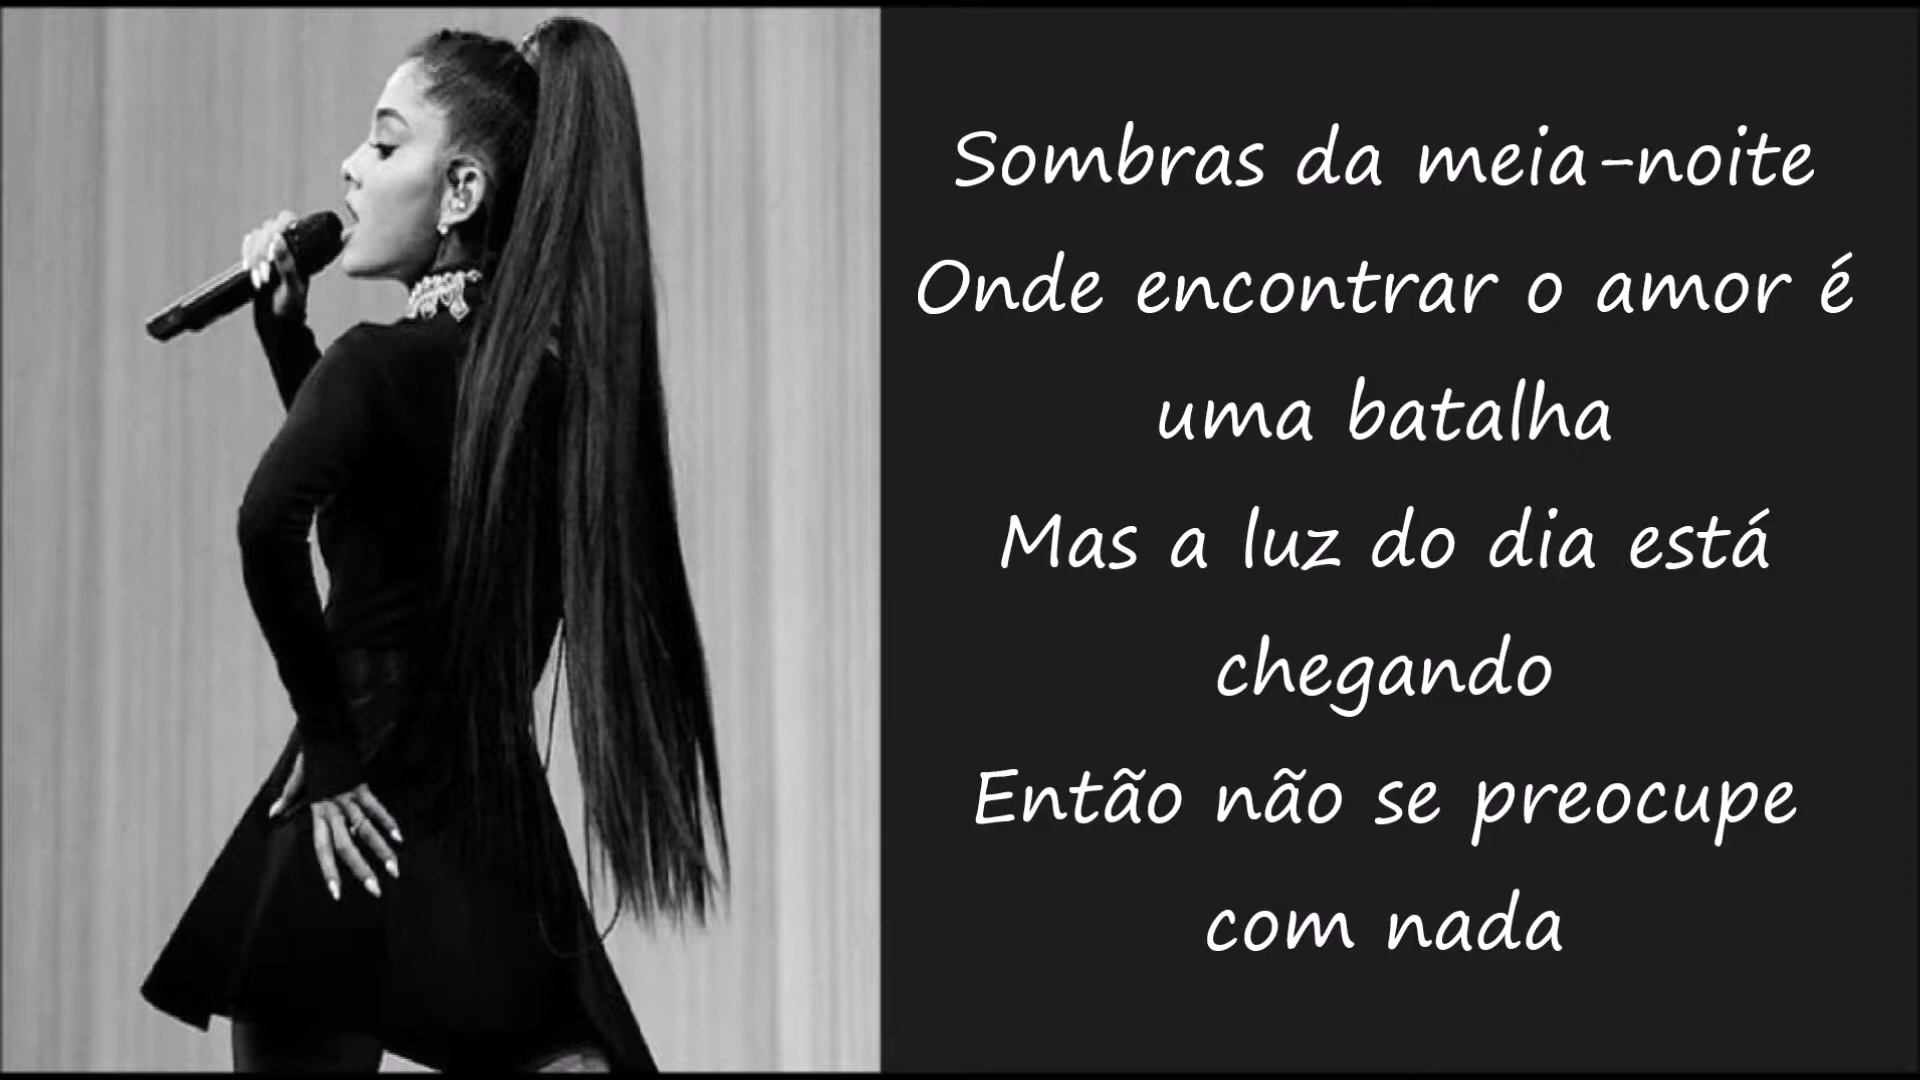 Sombras da meia-noite
Onde encontrar o amor é
uma batalha
Mas a luz do dia está
chegando
Então não se preocupe
com nada